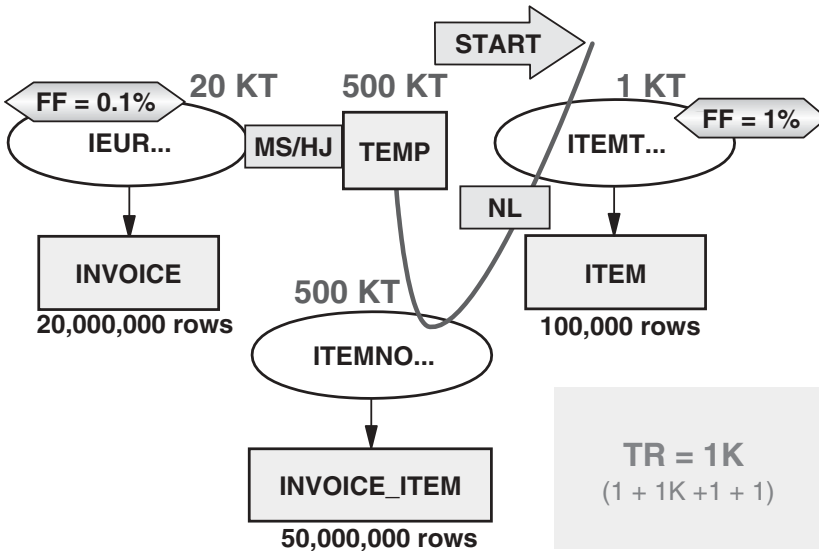 START
20 KT
500 KT
1 KT
FF = 0.1%
FF = 1%
IEUR...
MS/HJ
TEMP
ITEMT...
NL
INVOICE
20,000,000 rows
ITEM
100,000 rows
500 KT
ITEMNO...
INVOICE_ITEM
50,000,000 rows
TR = 1K
(1 + 1K +1 + 1)